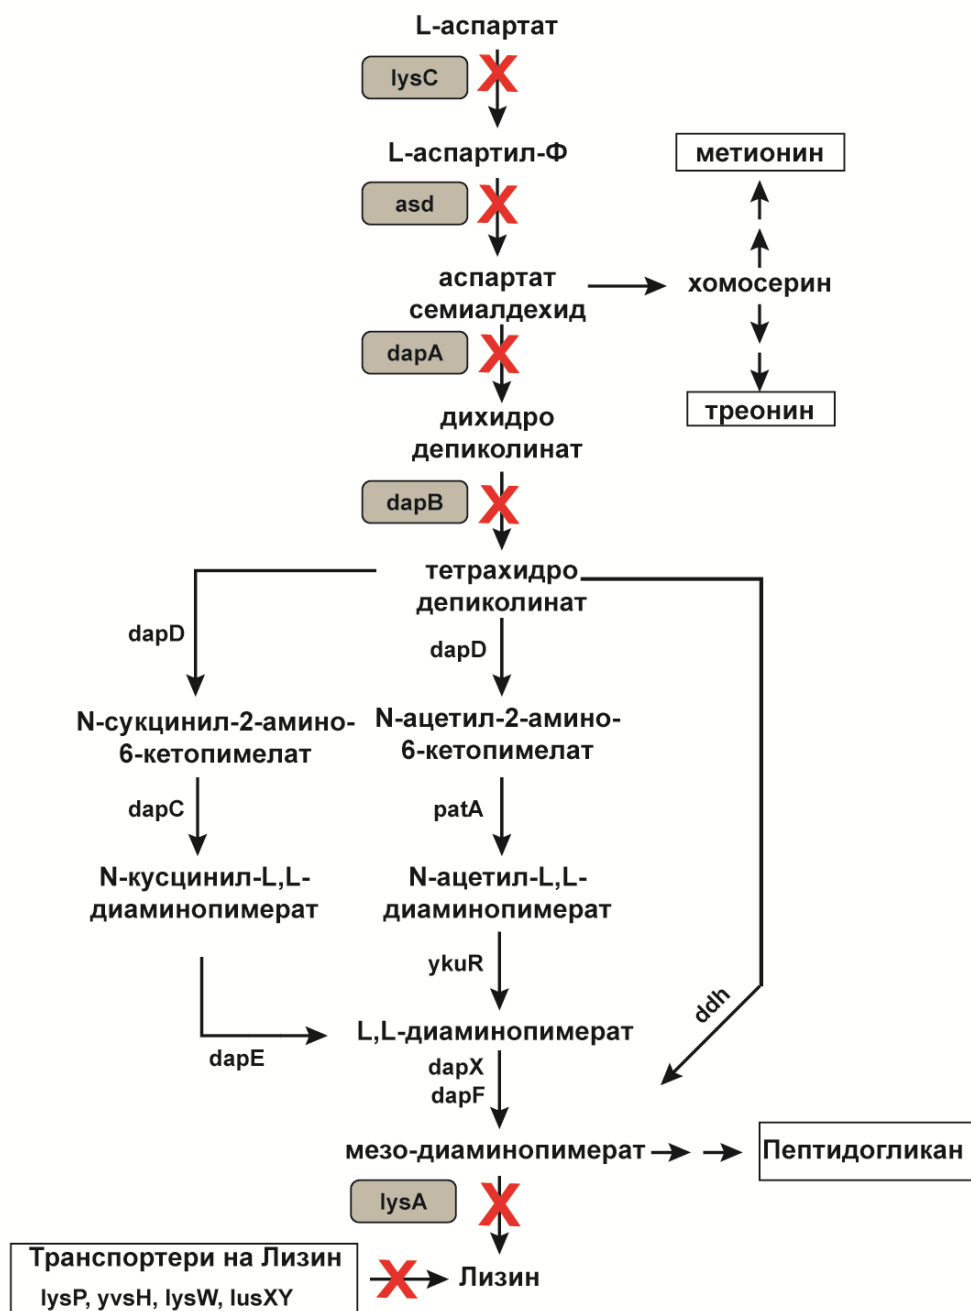 L-аспартат
lysC
L-аспартил-Ф
asd
метионин
аспартат
семиалдехид
хомосерин
dapA
треонин
дихидро
депиколинат
dapB
тетрахидро
депиколинат
dapD
dapD
N-сукцинил-2-амино-
6-кетопимелат
N-ацетил-2-амино-
6-кетопимелат
dapC
patA
N-кусцинил-L,L-
диаминопимерат
N-ацетил-L,L-
диаминопимерат
ykuR
ddh
L,L-диаминопимерат
dapE
dapX
dapF
мезо-диаминопимерат
Пептидогликан
lysA
Транспортери на Лизин
lysP, yvsH, lysW, lusXY
Лизин